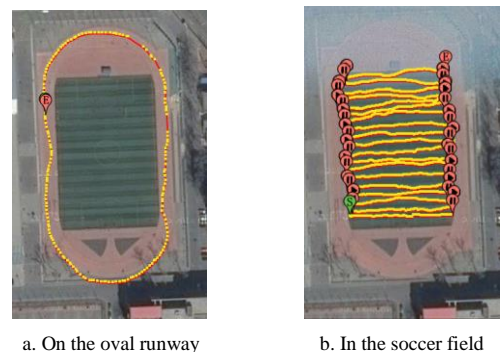 E
E
S
a. On the oval runway
b. In the soccer field